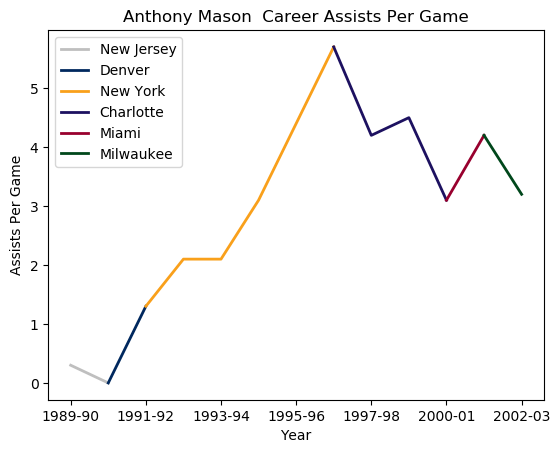 Anthony Mason  Career Assists Per Game
New Jersey
Denver
New York
Charlotte
Miami
Milwaukee
Assists Per Game
5
4
3
2
1
0
1989-90 1991-92 1993-94 1995-96 1997-98 2000-01 2002-03
Year